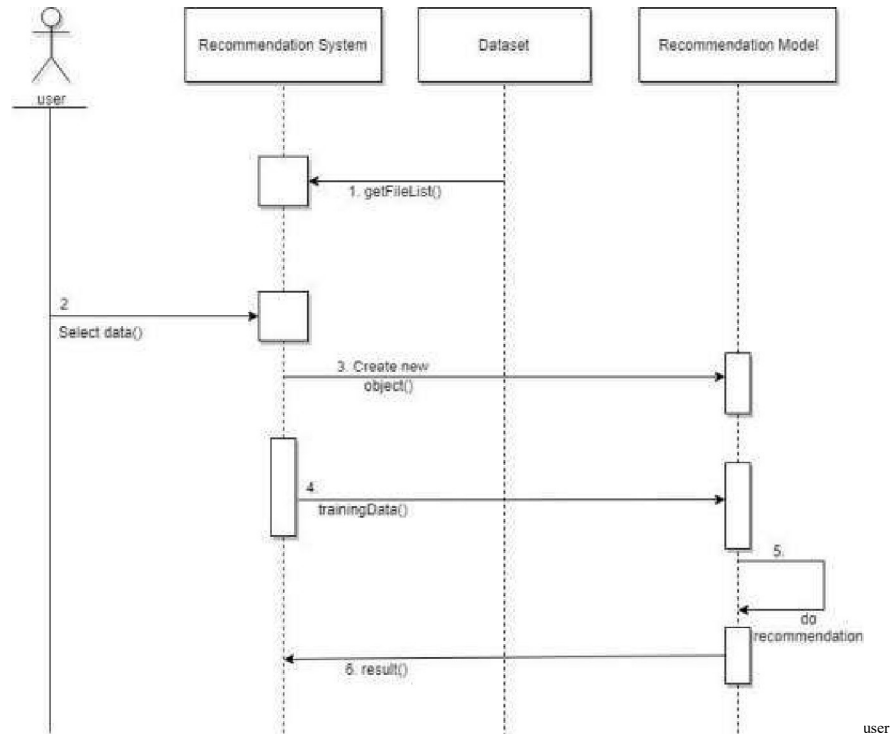 Recommendation System
Dataset
Recommendation Model
user
1. getFileList()
2
Select data()
3. Create new
object()
4.
trainingData()
5.
do
recommendation
6. result()
user